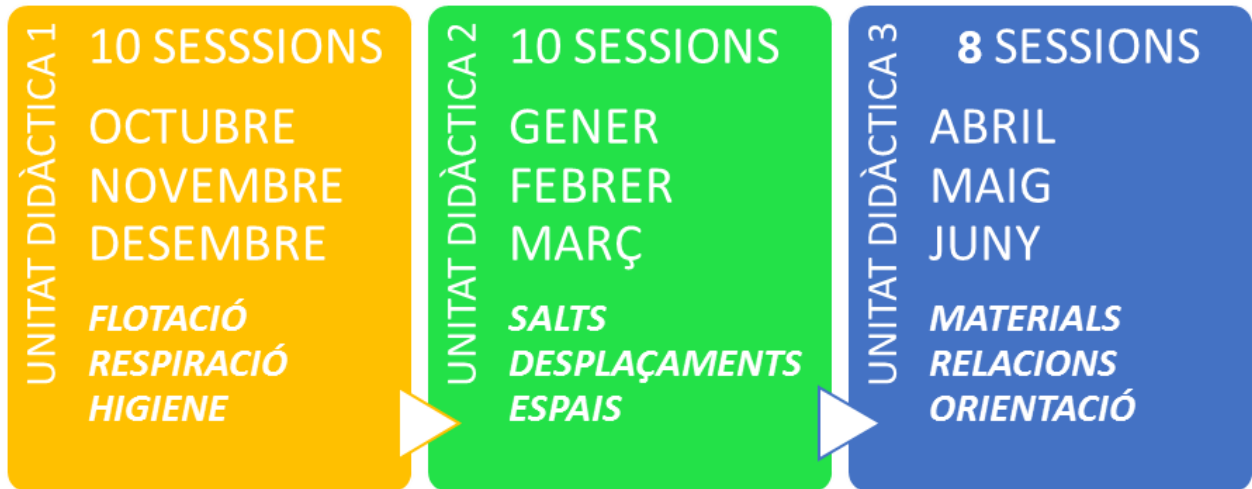 UNITAT DIDÀCTICA 1
10 SESSSIONS
OCTUBRE
NOVEMBRE
DESEMBRE
FLOTACIÓ
RESPIRACIÓ
HIGIENE
UNITAT DIDÀCTICA 2
10 SESSIONS
GENER
FEBRER
MARÇ
SALTS
DESPLAÇAMENTS
ESPAIS
UNITAT DIDÀCTICA 3
8 SESSIONS
ABRIL
MAIG
JUNY
MATERIALS
RELACIONS
ORIENTACIÓ